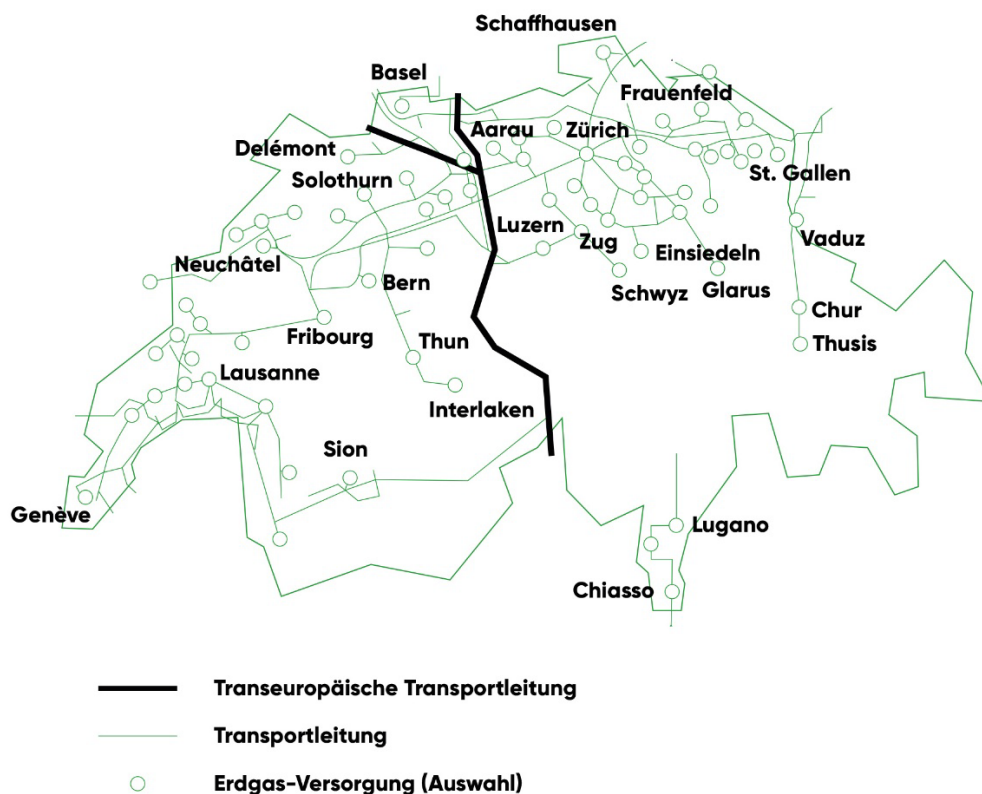 Schaffhausen
Basel
Frauenfeld
Aarau
Zürich
Delémont
St. Gallen
Solothurn
Luzern
Zug
Vaduz
Neuchâtel
Einsiedeln
Bern
Schwyz
Glarus
Chur
Fribourg
Thun
Thusis
Lausanne
Interlaken
Sion
Genève
Lugano
Chiasso
Transeuropäische Transportleitung
Transportleitung
Erdgas-Versorgung (Auswahl)